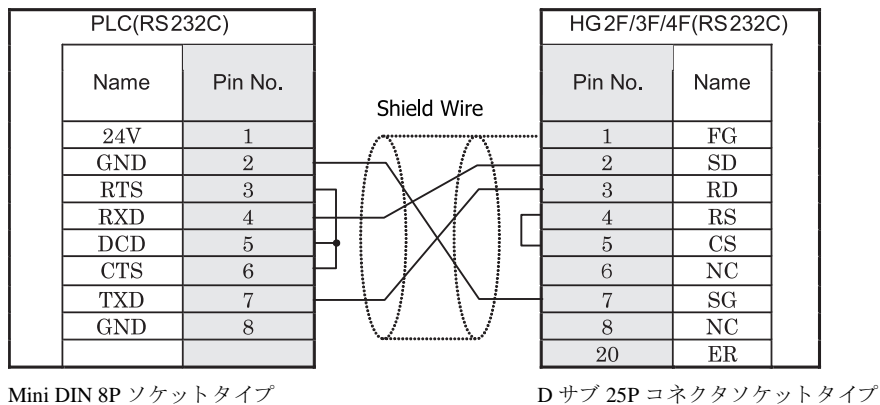 PLC(RS232C)
HG2F/3F/4F(RS232C)
Name Pin No.
Pin No. Name
Shield Wire
24V 1
1 FG
GND 2
2 SD
RTS 3
3 RD
RXD 4
4 RS
DCD 5
5 CS
CTS 6
6 NC
TXD 7
7 SG
GND 8
8 NC
20 ER
Mini DIN 8P ソケットタイプ
D サブ 25P コネクタソケットタイプ